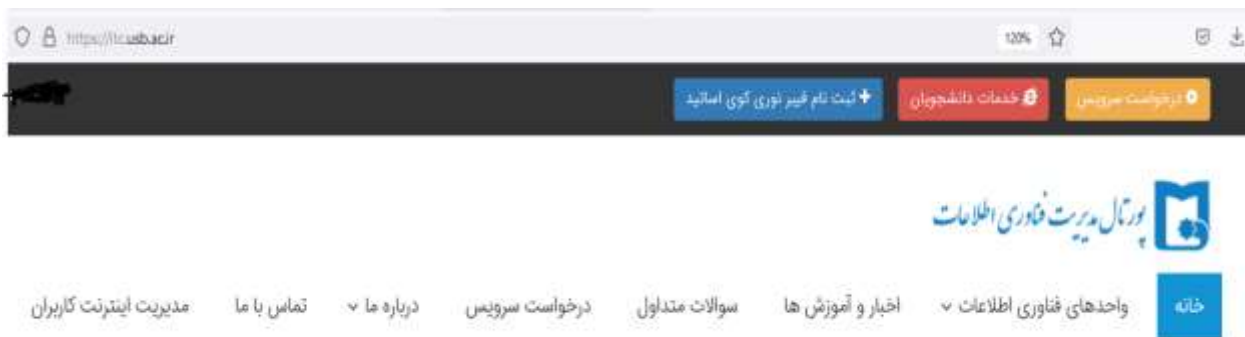 https://itc.usb.ac.ir 120%
درخواست سرویس خدمات دانشجویان ثبت نام فیبر نوری کوی اساتید
پورتال مدیریت فناوری اطلاعات
خانه واحدهای فناوری اطلاعات اخبار و آموزش ها سوالات متداول درخواست سرویس درباره ما تماس با ما مدیریت اینترنت کاربران